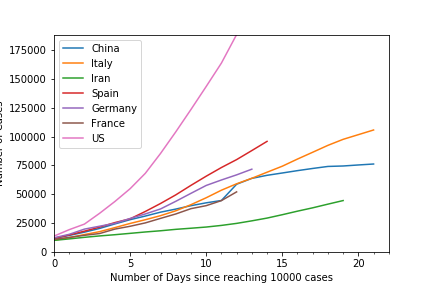 175000
150000
125000
100000
75000
50000
25000
0
China
Italy
Iran
Spain
Germany
France
US
0 5 10 15 20
Number of Days since reaching 10000 cases